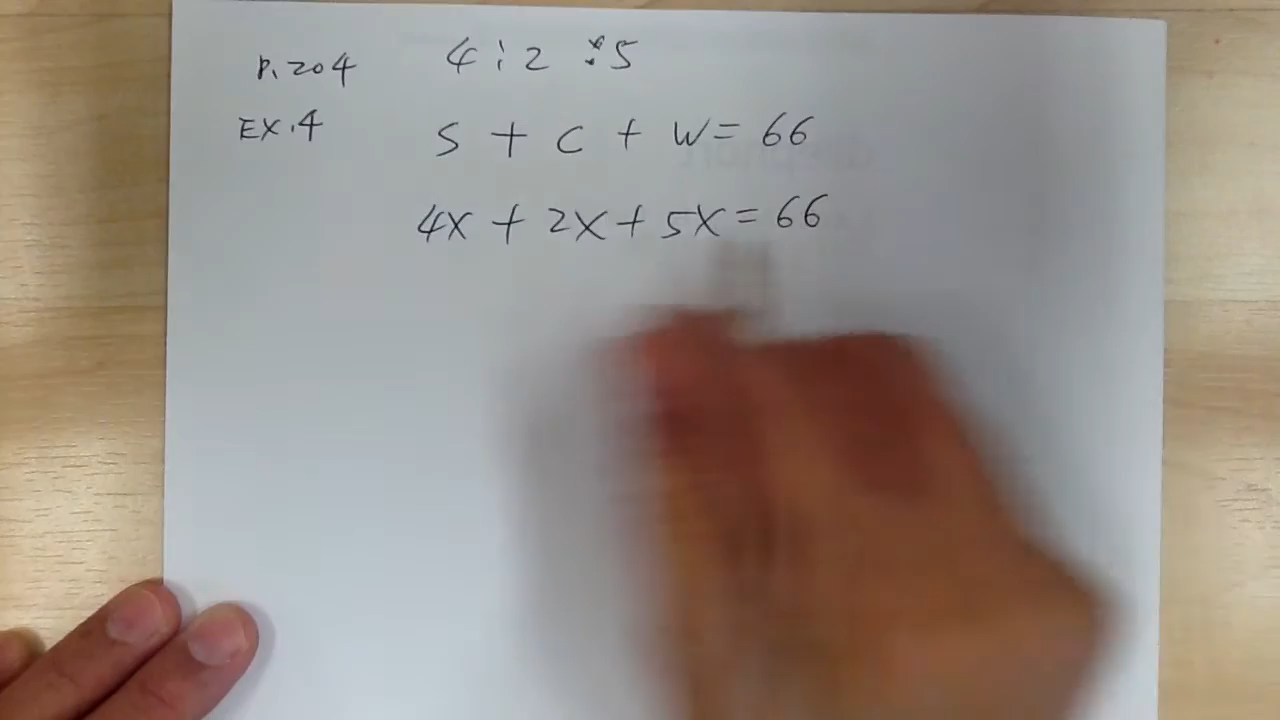 P. 204
4 : 2 : 5
EX. 4
S + C + W = 66
4X + 2X + 5X = 66